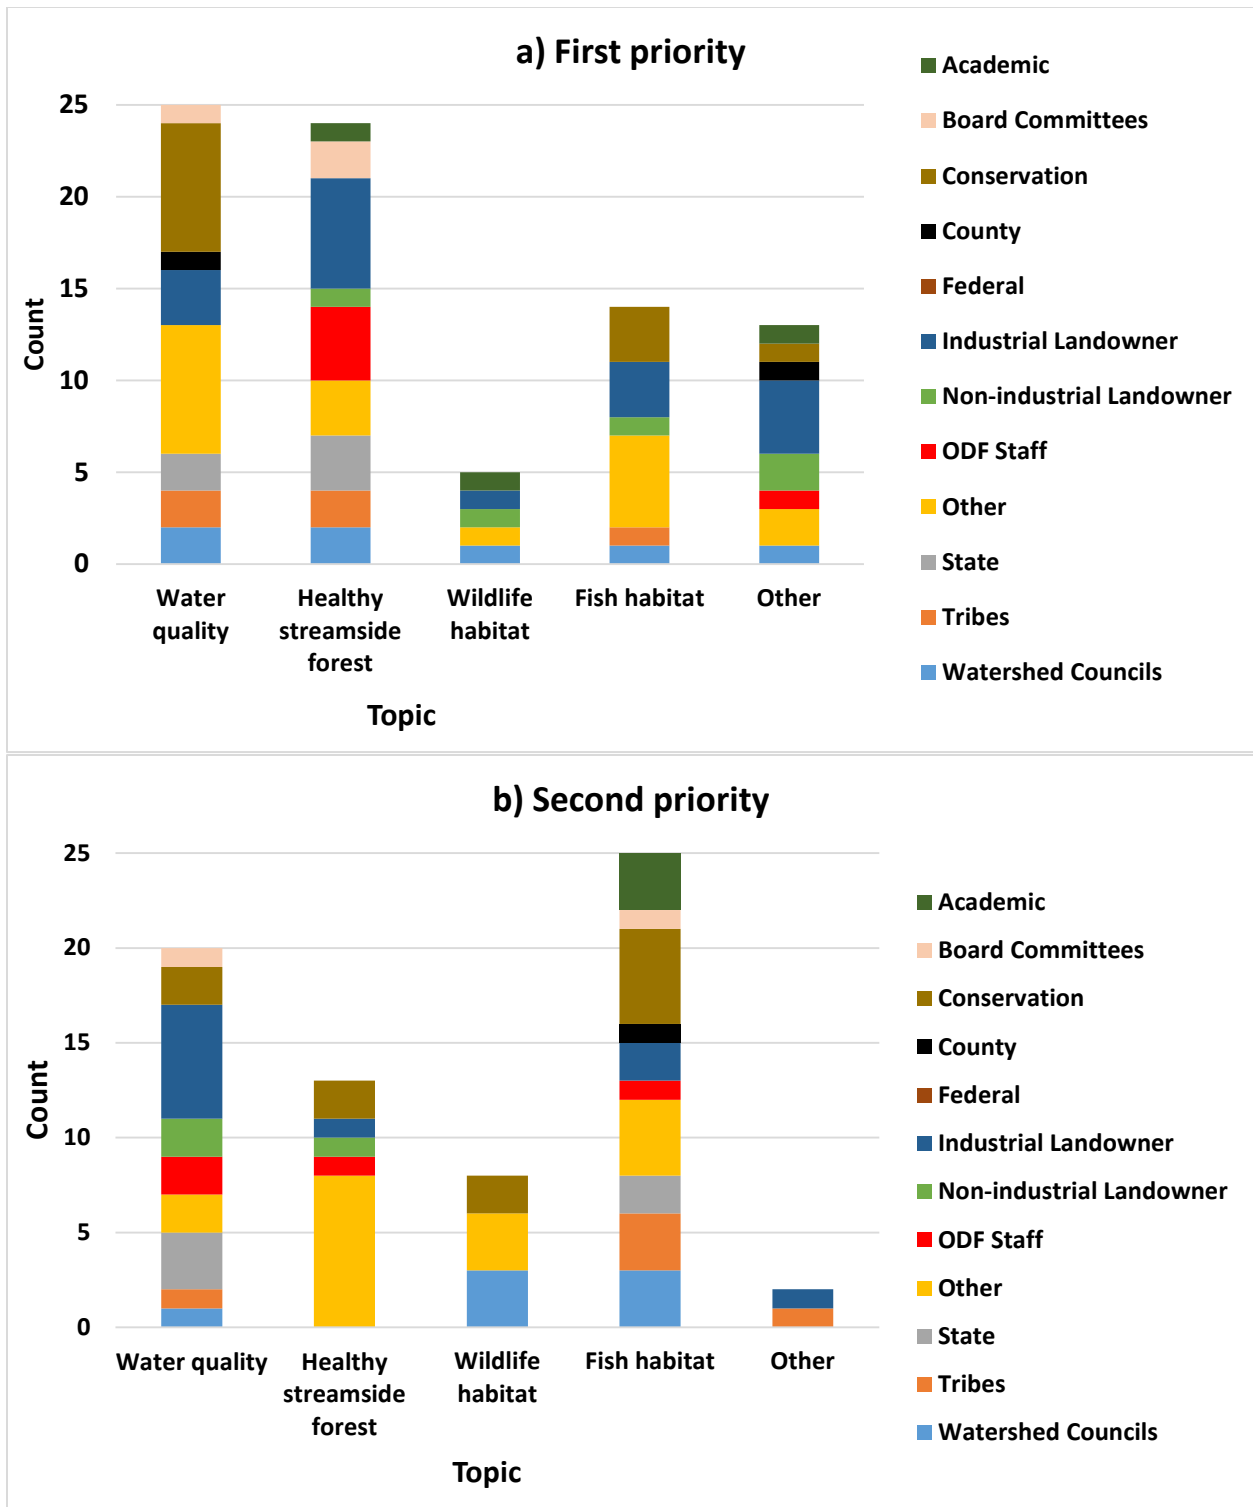 a) First priority
25
20
15
10
5
0
Count
Water
quality
Healthy
streamside
forest
Wildlife
habitat
Fish habitat
Other
Topic
Academic
Board Committees
Conservation
County
Federal
Industrial Landowner
Non-industrial Landowner
ODF Staff
Other
State
Tribes
Watershed Councils
b) Second priority
25
20
15
10
5
0
Count
Water quality
Healthy
streamside
forest
Wildlife
habitat
Fish habitat
Other
Topic
Academic
Board Committees
Conservation
County
Federal
Industrial Landowner
Non-industrial Landowner
ODF Staff
Other
State
Tribes
Watershed Councils